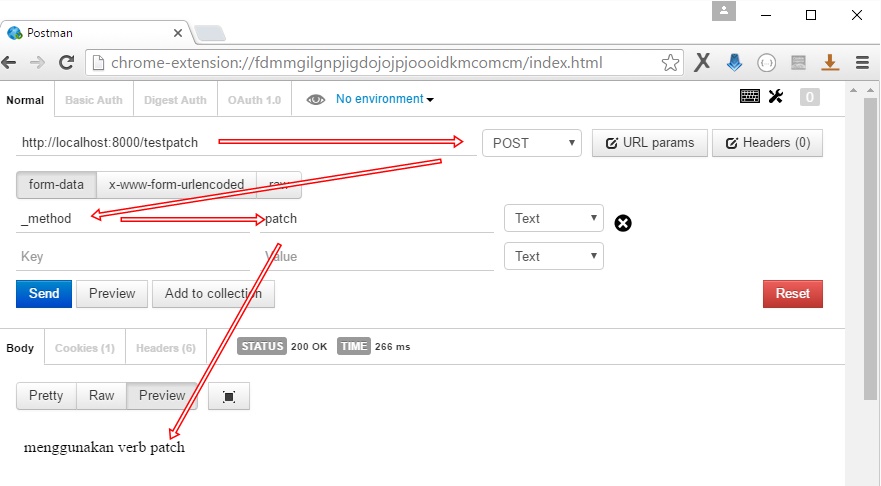 Postman
chrome-extension://fdmmgilgnpjigdojojpjoooidkmcomcm/index.html
Normal Basic Auth Digest Auth OAuth 1.0 No environment 0
http://localhost:8000/testpatch POST URL params Headers (0)
form-data x-www-form-urlencoded raw
_method patch Text
Key Value Text
Send Preview Add to collection Reset
Body Cookies (1) Headers (6) STATUS 200 OK TIME 266 ms
Pretty Raw Preview
menggunakan verb patch